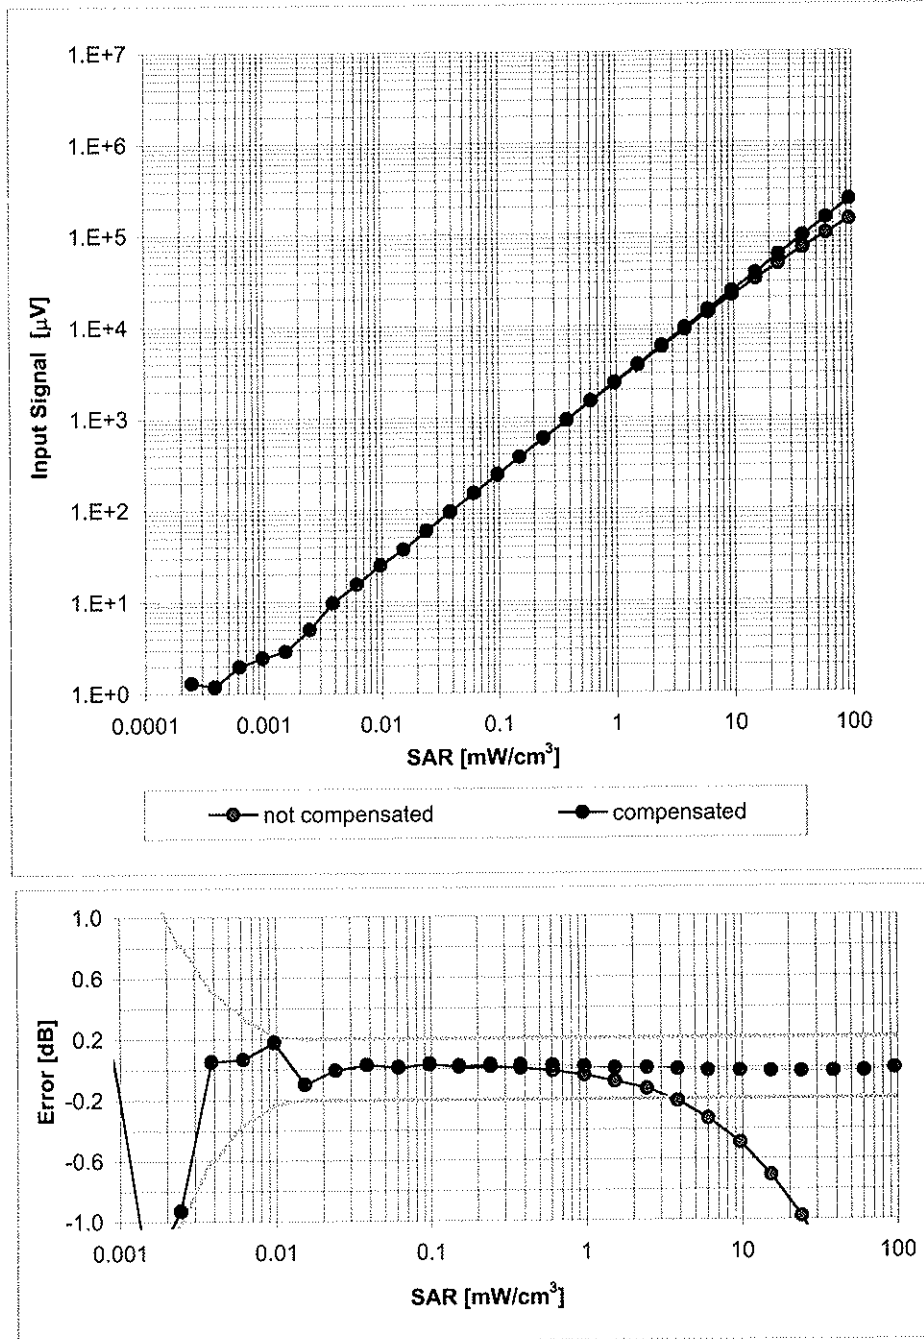 1.E+7
1.E+6
1.E+5
1.E+4
1.E+3
1.E+2
1.E+1
1.E+0
Input Signal [µV]
0.0001 0.001 0.01 0.1 1 10 100
SAR [mW/cm³]
not compensated compensated
1.0
0.6
0.2
-0.2
-0.6
-1.0
Error [dB]
0.001 0.01 0.1 1 10 100
SAR [mW/cm³]